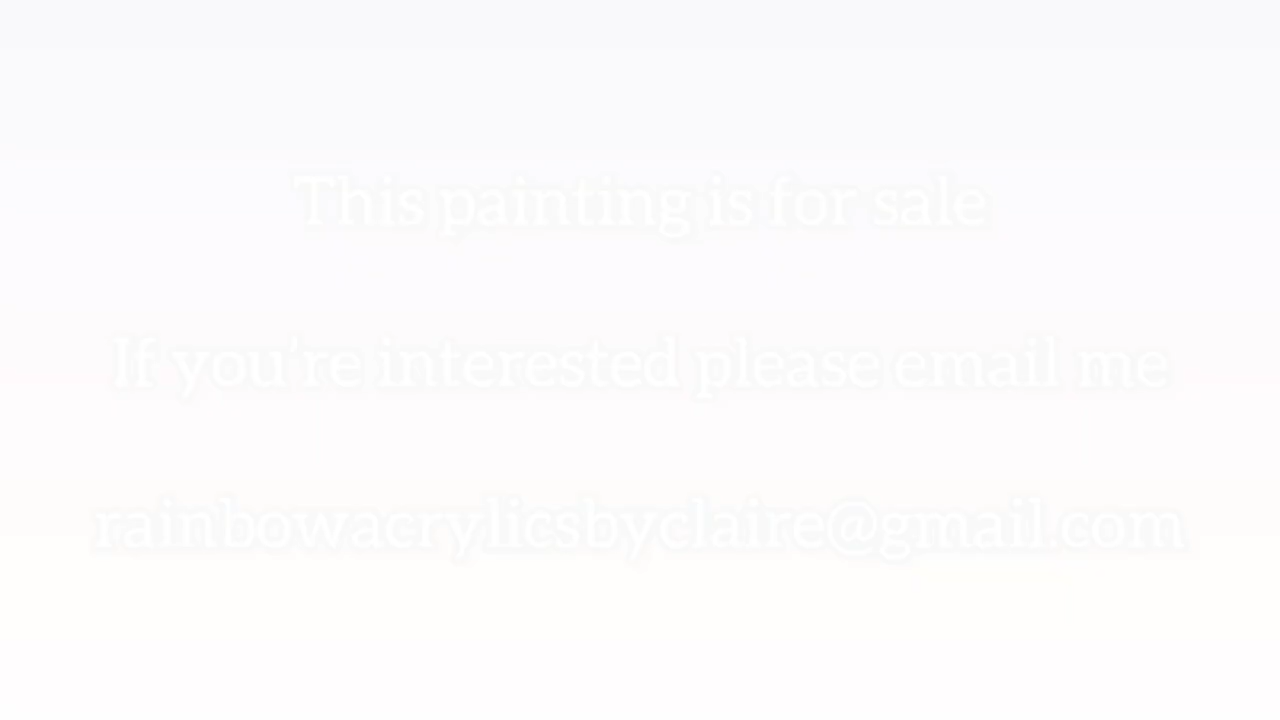 This painting is for sale
If you're interested please email me
rainbowacrylicsbyclaire@gmail.com